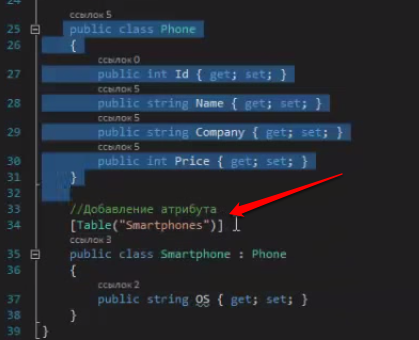 24
ссылок 5
25 public class Phone
26 {
ссылок 0
27 public int Id { get; set; }
ссылок 5
28 public string Name { get; set; }
ссылок 5
29 public string Company { get; set; }
ссылок 5
30 public int Price { get; set; }
31 }
32
33 //Добавление атрибута
34 [Table("Smartphones")]
ссылок 3
35 public class Smartphone : Phone
36 {
ссылок 2
37 public string OS { get; set; }
38 }
39 }